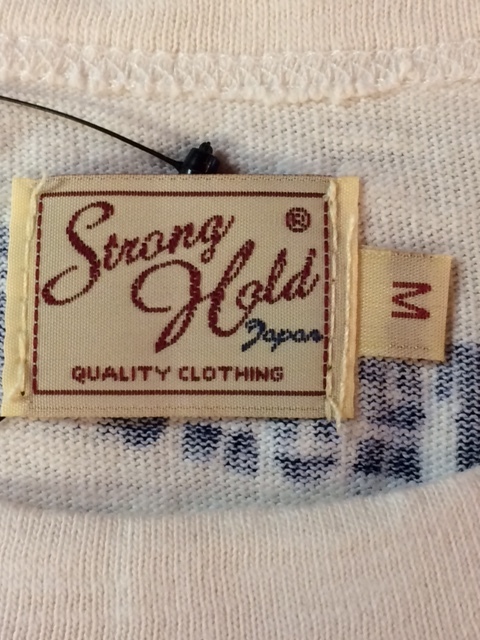 Strong ®
Hold
Japan
QUALITY CLOTHING
M